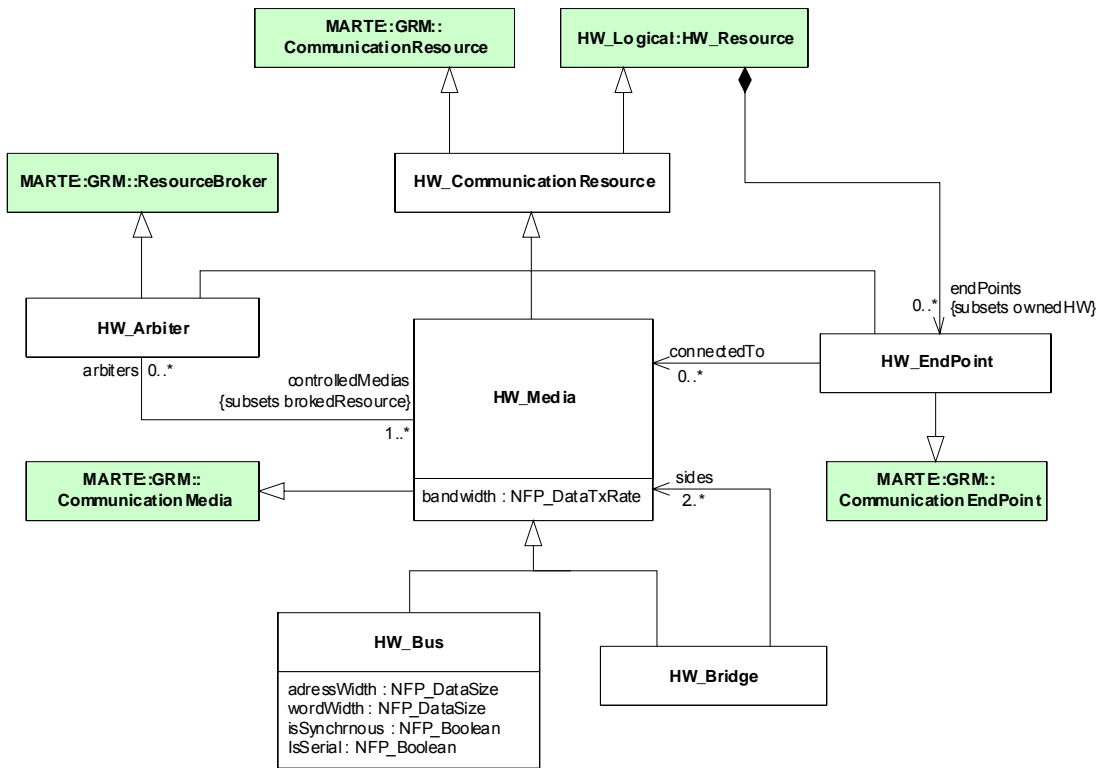 MARTE::GRM::
CommunicationResource
HW_Logical::HW_Resource
MARTE::GRM::ResourceBroker
HW_CommunicationResource
HW_Arbiter
endPoints
0..*
{subsets ownedHW}
arbiters
0..*
HW_Media
connectedTo
0..*
HW_EndPoint
controlledMedias
{subsets brokedResource}
1..*
MARTE::GRM::
CommunicationMedia
bandwidth : NFP_DataTxRate
sides
2..*
MARTE::GRM::
CommunicationEndPoint
HW_Bus
adressWidth : NFP_DataSize
wordWidth : NFP_DataSize
isSynchrnous : NFP_Boolean
IsSerial : NFP_Boolean
HW_Bridge